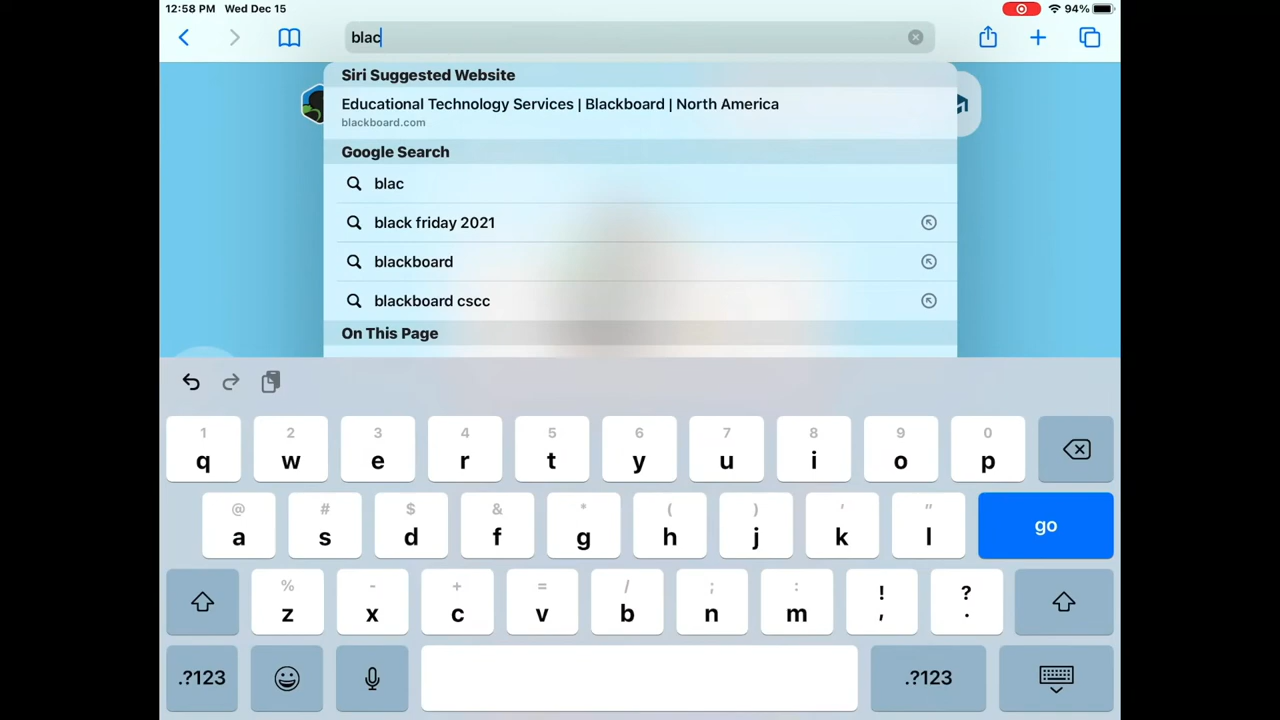 12:58 PM Wed Dec 15
94%
blac
Siri Suggested Website
Educational Technology Services | Blackboard | North America
blackboard.com
Google Search
blac
black friday 2021
blackboard
blackboard cscc
On This Page
1 2 3 4 5 6 7 8 9 0
q w e r t y u i o p
@ # $ & * ( ) ' "
a s d f g h j k l go
% - + = / ; : ! ?
z x c v b n m , .
.?123 .?123